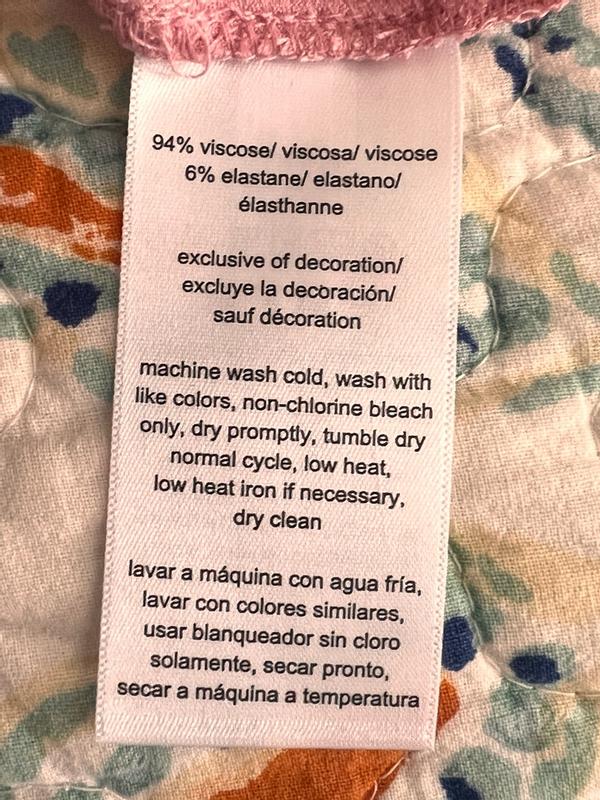 94% viscose/ viscosa/ viscose
6% elastane/ elastano/
élasthanne
exclusive of decoration/
excluye la decoración/
sauf décoration
machine wash cold, wash with
like colors, non-chlorine bleach
only, dry promptly, tumble dry
normal cycle, low heat,
low heat iron if necessary,
dry clean
lavar a máquina con agua fría,
lavar con colores similares,
usar blanqueador sin cloro
solamente, secar pronto,
secar a máquina a temperatura